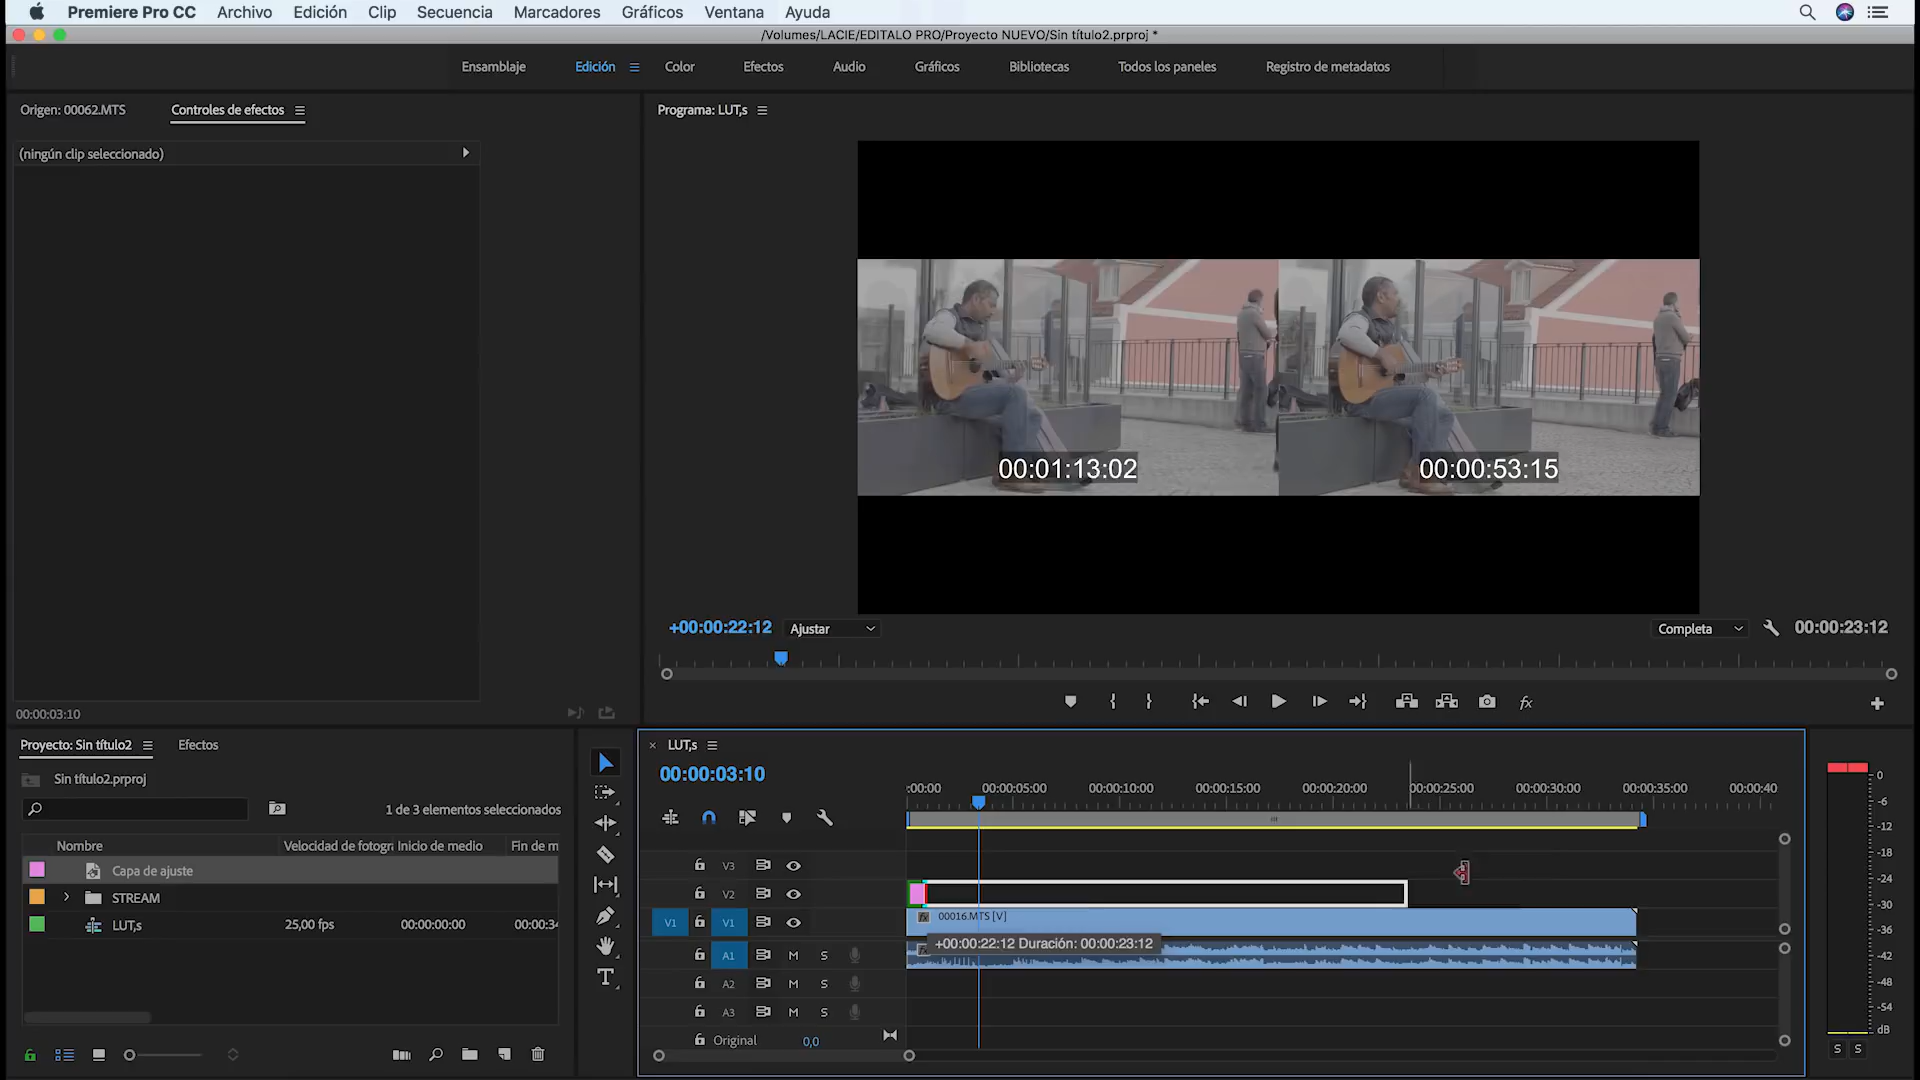 Premiere Pro CC Archivo Edición Clip Secuencia Marcadores Gráficos Ventana Ayuda
/Volumes/LACIE/EDITALO PRO/Proyecto NUEVO/Sin título2.prproj *
Ensamblaje Edición Color Efectos Audio Gráficos Bibliotecas Todos los paneles Registro de metadatos
Origen: 00062.MTS Controles de efectos
Programa: LUT,s
(ningún clip seleccionado)
00:01:13:02 00:00:53:15
+00:00:22:12 Ajustar Completa 00:00:23:12
00:00:03:10
Proyecto: Sin título2 Efectos
Sin título2.prproj
1 de 3 elementos seleccionados
Nombre Velocidad de fotogra Inicio de medio Fin de m
Capa de ajuste
STREAM
LUT,s 25,00 fps 00:00:00:00 00:00:34
LUT,s
00:00:03:10
:00:00 00:00:05:00 00:00:10:00 00:00:15:00 00:00:20:00 00:00:25:00 00:00:30:00 00:00:35:00 00:00:40
V3
V2
V1 V1 00016.MTS [V]
+00:00:22:12 Duración: 00:00:23:12
A1 M S
A2 M S
A3 M S
Original 0,0
0
-6
-12
-18
-24
-30
-36
-42
-48
-54
dB
S S